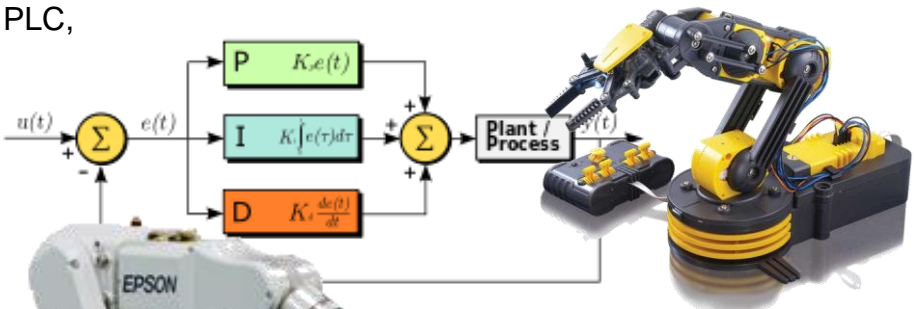 PLC,
P K_p e(t)
u(t) Σ e(t) I K_i∫e(τ)dτ Σ Plant / y(t)
Process
+ - + + +
D K_d de(t)/dt
EPSON